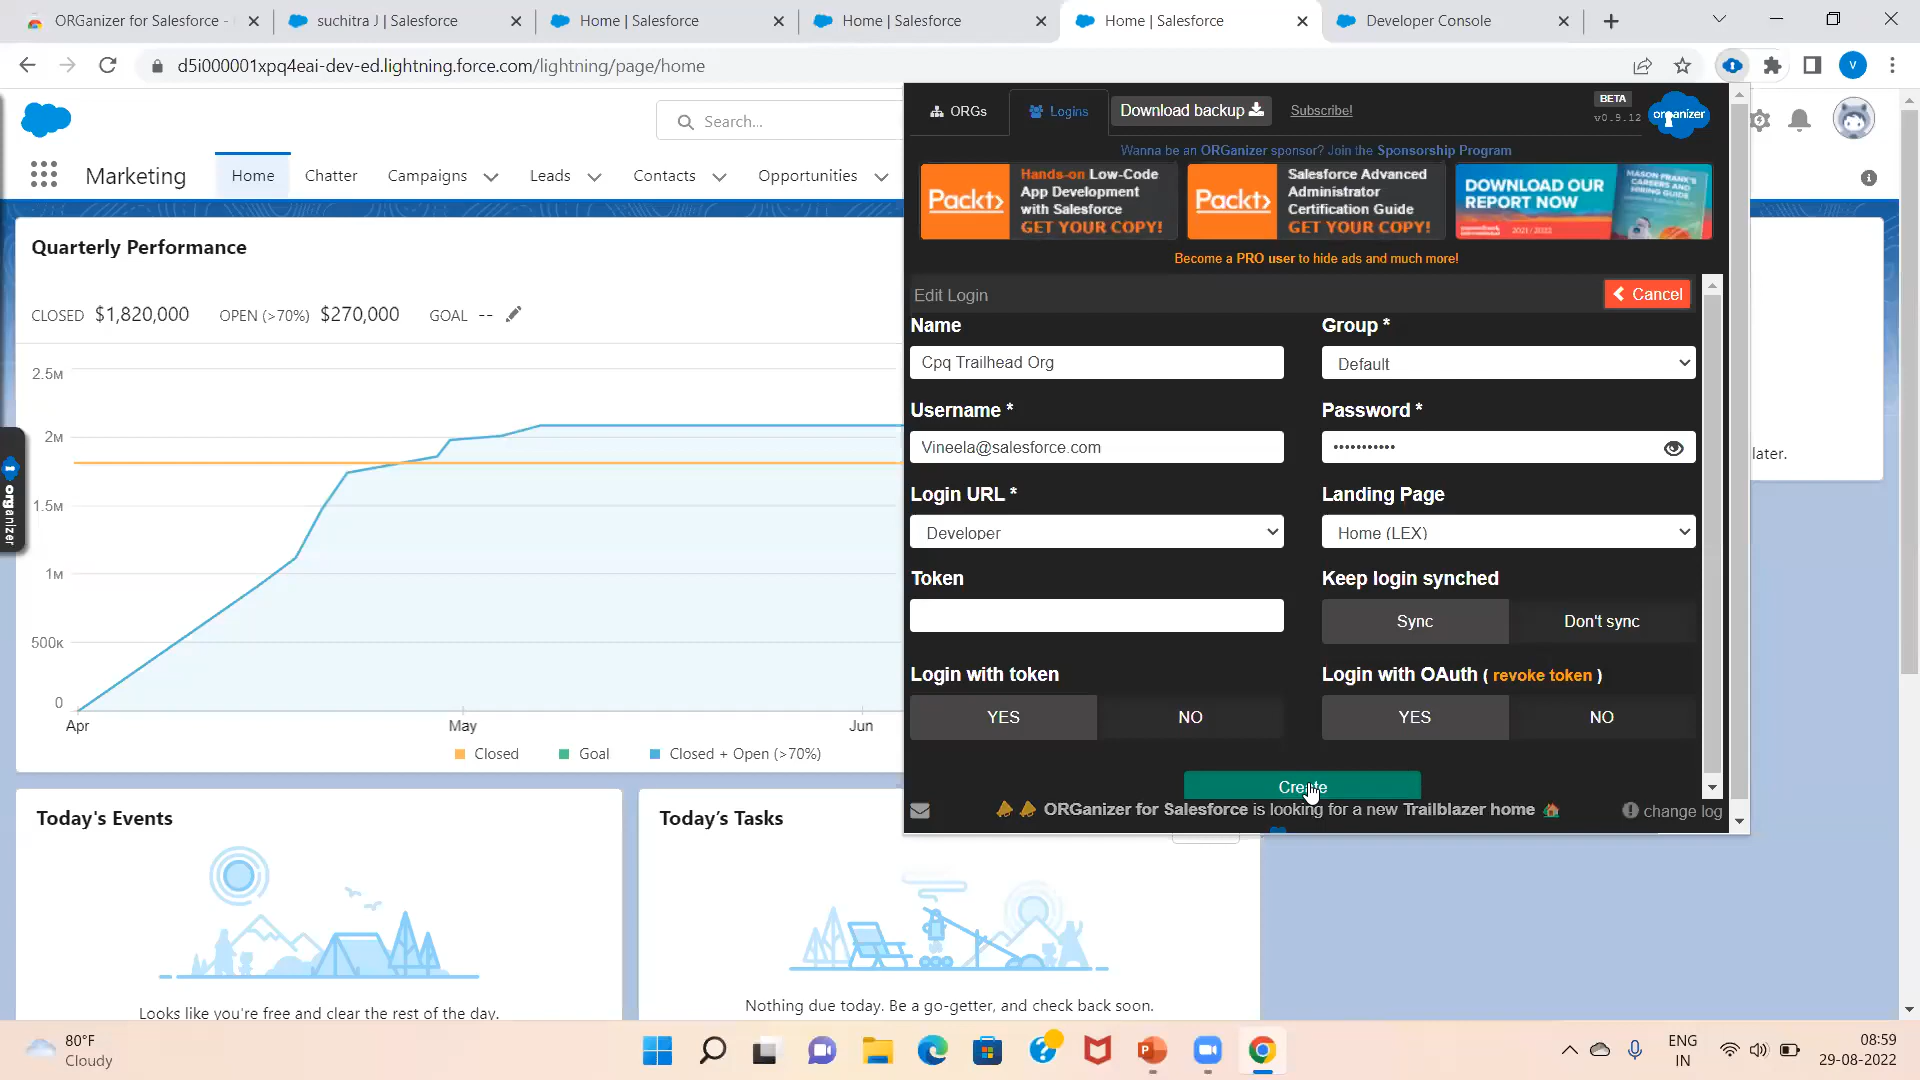 ORGanizer for Salesforce -
suchitra J | Salesforce
Home | Salesforce
Home | Salesforce
Home | Salesforce
Developer Console
d5i000001xpq4eai-dev-ed.lightning.force.com/lightning/page/home
V
Search...
Marketing
Home
Chatter
Campaigns
Leads
Contacts
Opportunities
Quarterly Performance
CLOSED $1,820,000 OPEN (>70%) $270,000 GOAL --
2.5M
2M
1.5M
1M
500K
0
Apr
May
Jun
Closed
Goal
Closed + Open (>70%)
organizer
Today's Events
Looks like you're free and clear the rest of the day.
Today's Tasks
Nothing due today. Be a go-getter, and check back soon.
later.
ORGs
Logins
Download backup
Subscribe!
BETA
v0.9.12
organizer
Wanna be an ORGanizer sponsor? Join the Sponsorship Program
Packt>
Hands-on Low-Code
App Development
with Salesforce
GET YOUR COPY!
Packt>
Salesforce Advanced
Administrator
Certification Guide
GET YOUR COPY!
DOWNLOAD OUR
REPORT NOW
2021/2022
MASON FRANK'S
CAREERS AND
HIRING GUIDE
Become a PRO user to hide ads and much more!
Edit Login
Cancel
Name
Cpq Trailhead Org
Group *
Default
Username *
Vineela@salesforce.com
Password *
•••••••••••
Login URL *
Developer
Landing Page
Home (LEX)
Token
Keep login synched
Sync
Don't sync
Login with token
YES
NO
Login with OAuth ( revoke token )
YES
NO
Create
ORGanizer for Salesforce is looking for a new Trailblazer home
change log
80°F
Cloudy
ENG
IN
08:59
29-08-2022